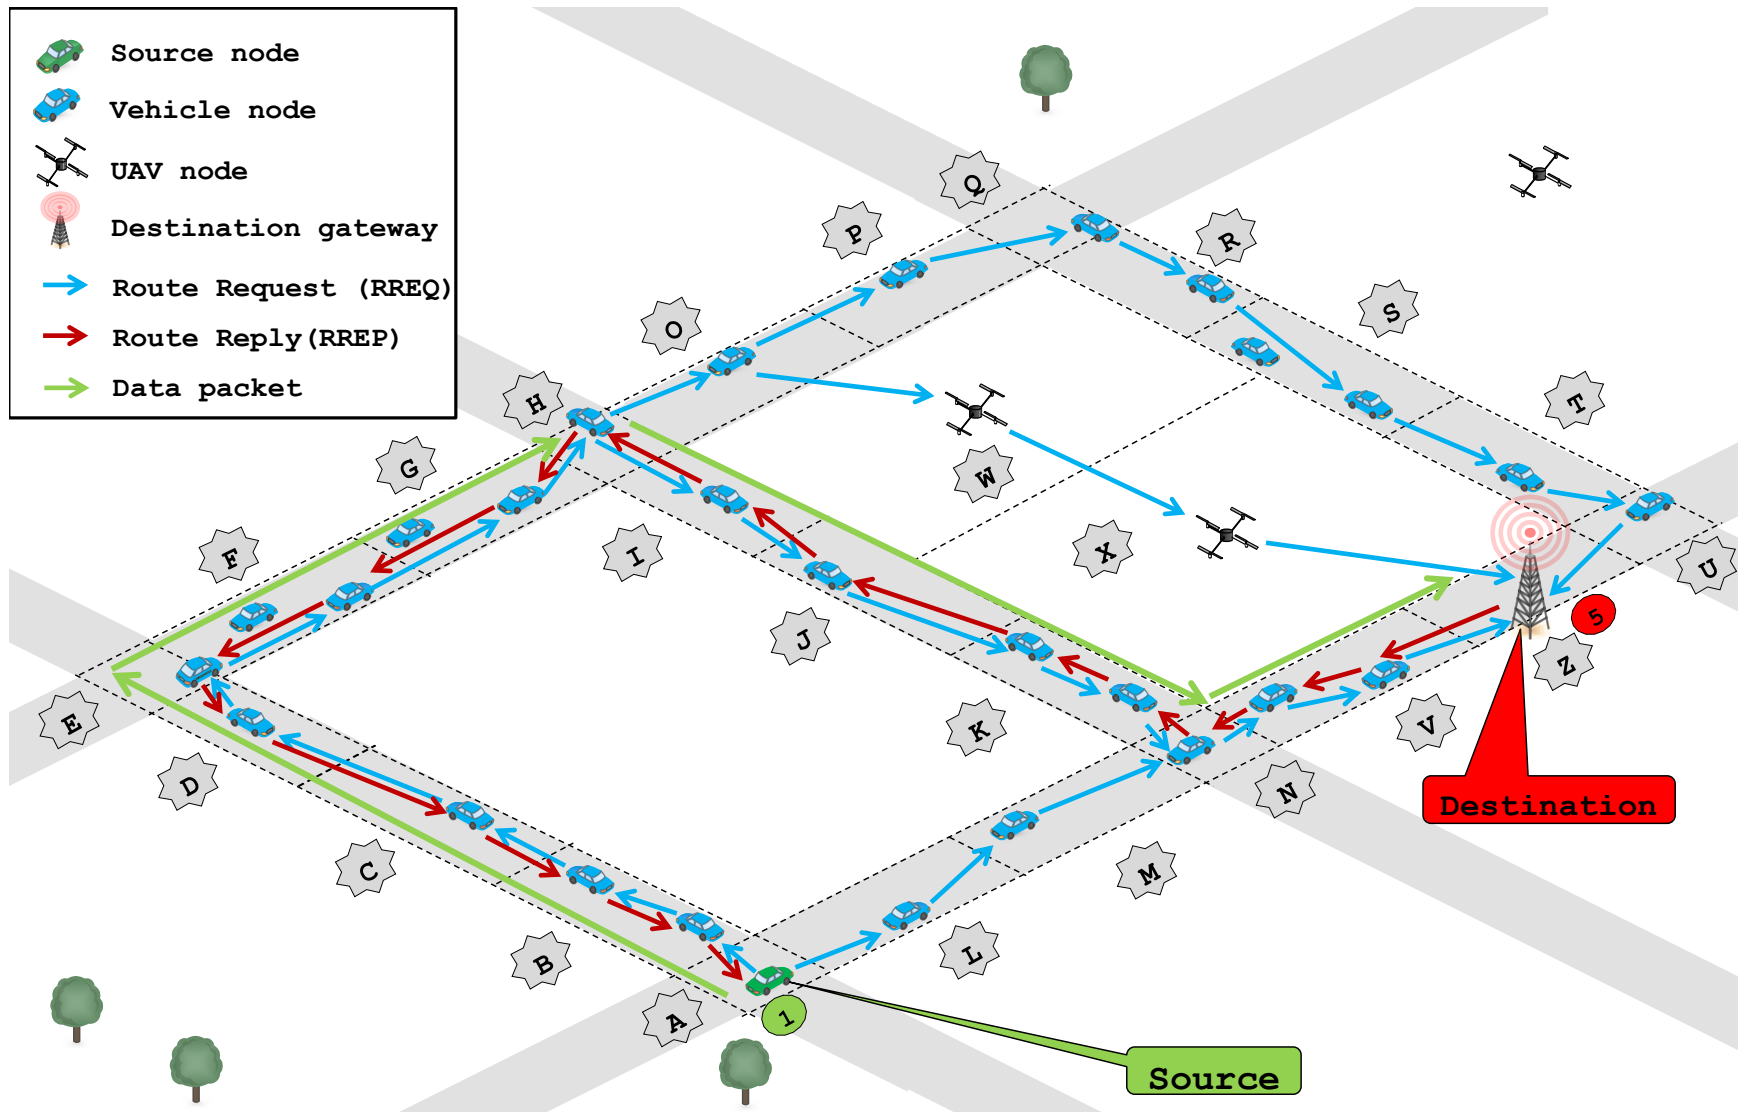 Source node
Vehicle node
UAV node
Destination gateway
Route Request (RREQ)
Route Reply(RREP)
Data packet
Q
P
R
O
S
H
T
G
W
F
I
X
U
J
5
Z
E
K
V
D
N
Destination
C
M
B
L
A
1
Source